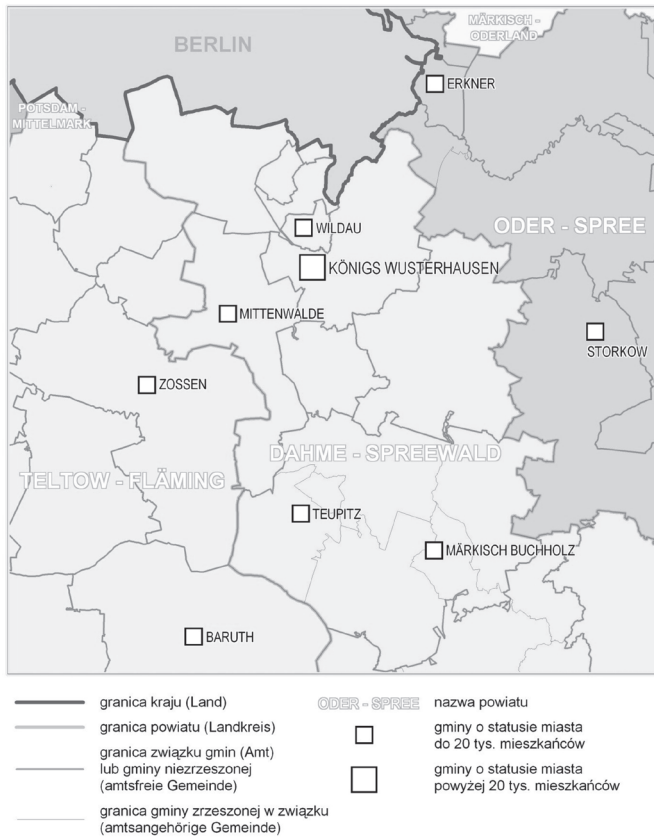 MÄRKISCH -
ODERLAND
BERLIN
ERKNER
POTSDAM -
MITTELMARK
WILDAU
ODER - SPREE
KÖNIGS WUSTERHAUSEN
MITTENWALDE
STORKOW
ZOSSEN
DAHME - SPREEWALD
TELTOW - FLÄMING
TEUPITZ
MÄRKISCH BUCHHOLZ
BARUTH
granica kraju (Land)
granica powiatu (Landkreis)
granica związku gmin (Amt)
lub gminy niezrzeszonej
(amtsfreie Gemeinde)
granica gminy zrzeszonej w związku
(amtsangehörige Gemeinde)
ODER - SPREE
nazwa powiatu
gminy o statusie miasta
do 20 tys. mieszkańców
gminy o statusie miasta
powyżej 20 tys. mieszkańców